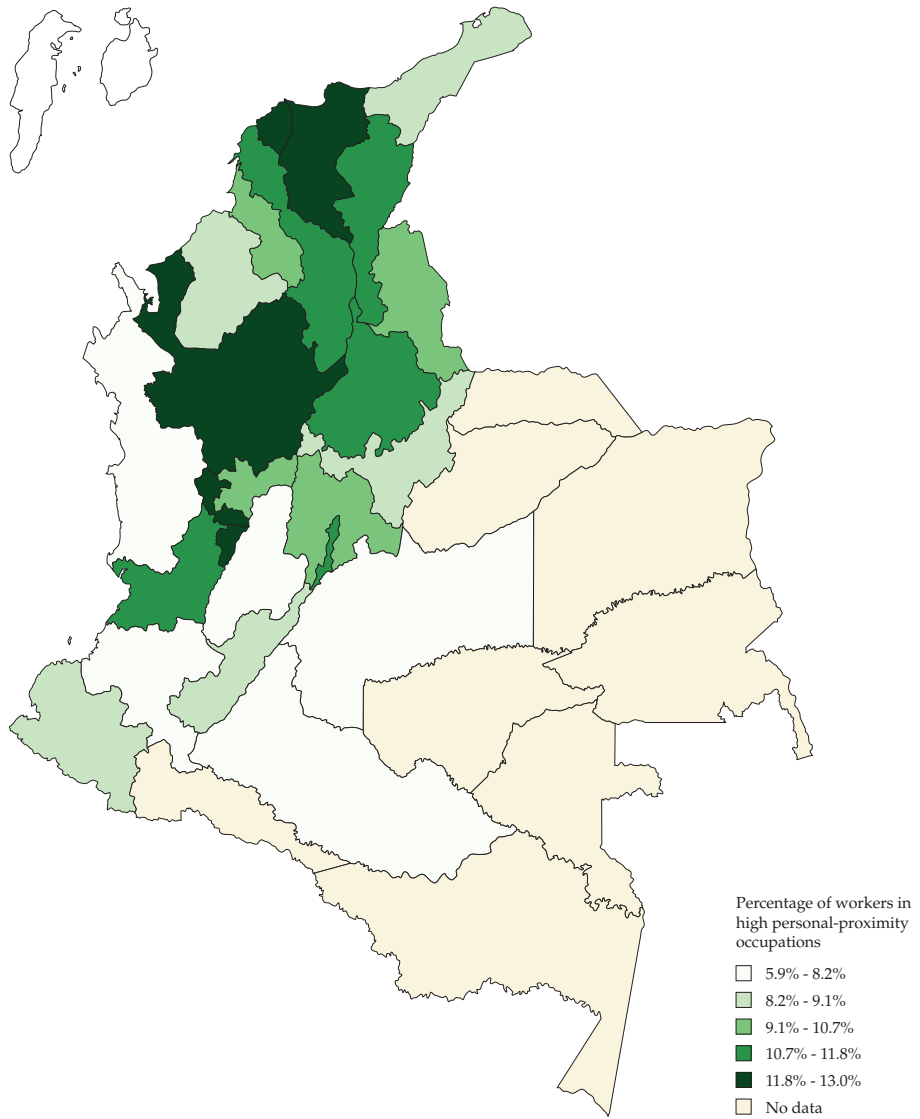 Percentage of workers in
high personal-proximity
occupations
5.9% - 8.2%
8.2% - 9.1%
9.1% - 10.7%
10.7% - 11.8%
11.8% - 13.0%
No data